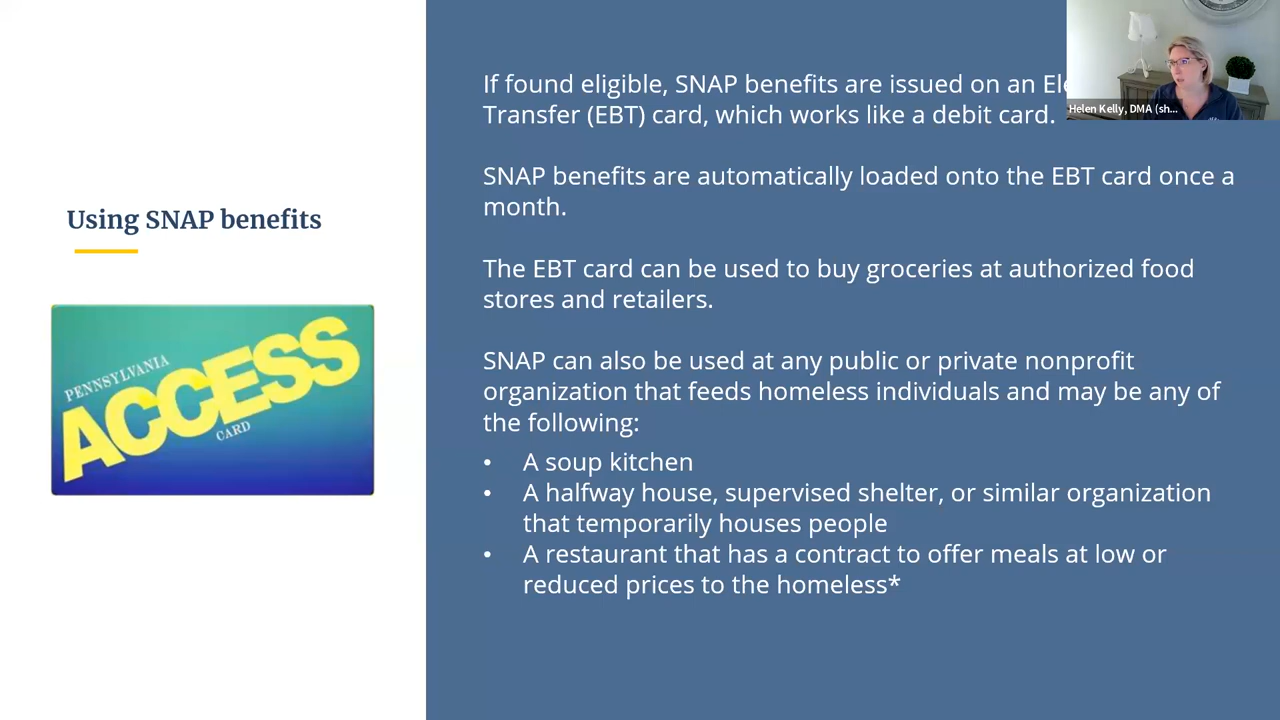 If found eligible, SNAP benefits are issued on an
Transfer (EBT) card, which works like a debit card.
Helen Kelly, DMA (sh...
SNAP benefits are automatically loaded onto the EBT card once a
month.
Using SNAP benefits
The EBT card can be used to buy groceries at authorized food
stores and retailers.
PENNSYLVANIA
ACCESS
CARD
SNAP can also be used at any public or private nonprofit
organization that feeds homeless individuals and may be any of
the following:
• A soup kitchen
• A halfway house, supervised shelter, or similar organization
that temporarily houses people
• A restaurant that has a contract to offer meals at low or
reduced prices to the homeless*